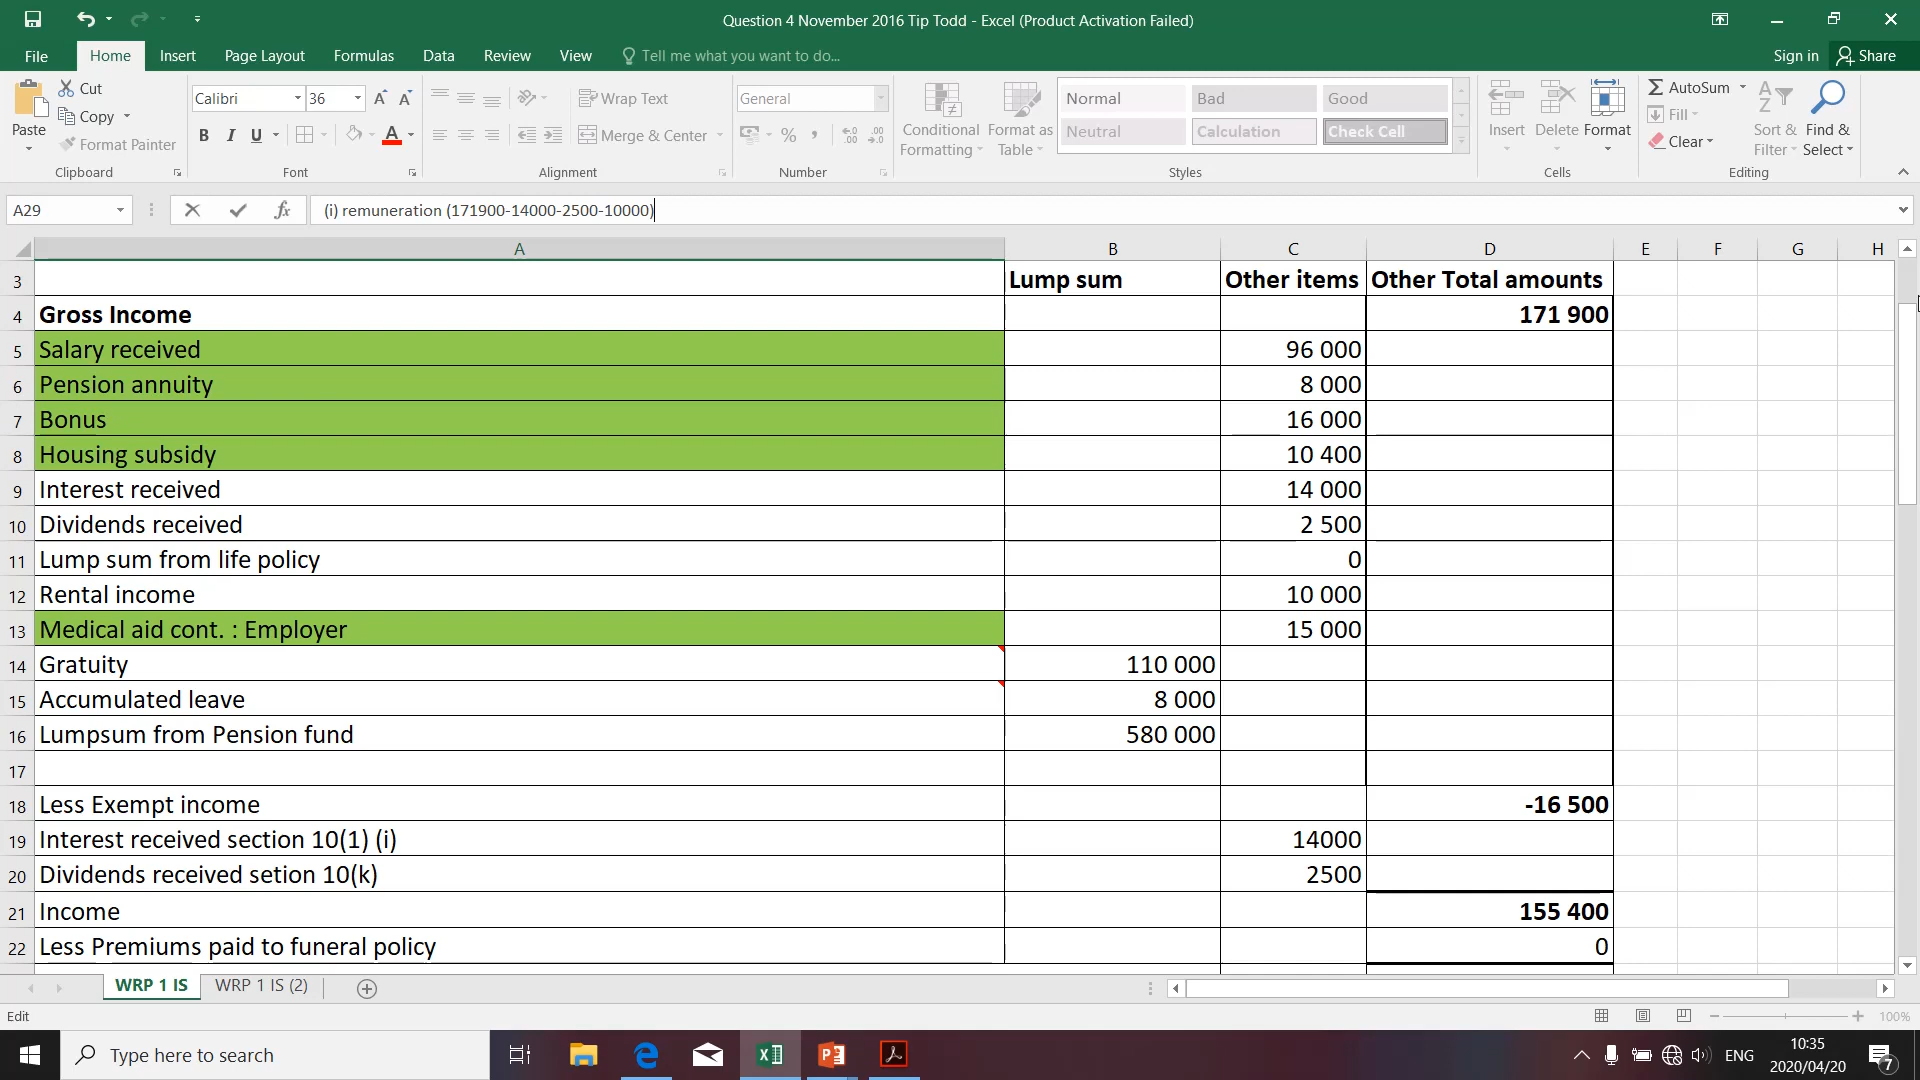 Question 4 November 2016 Tip Todd - Excel (Product Activation Failed)
File Home Insert Page Layout Formulas Data Review View Tell me what you want to do... Sign in Share
Paste Cut Copy Format Painter Clipboard
Calibri 36 A A B I U A Font
Wrap Text Merge & Center Alignment
General % , Number
Conditional Formatting Format as Table
Normal Bad Good
Neutral Calculation Check Cell
Styles
Insert Delete Format Cells
AutoSum Fill Clear Sort & Filter Find & Select Editing
A29 fx (i) remuneration (171900-14000-2500-10000)
A B C D E F G H
3 Lump sum Other items Other Total amounts
4 Gross Income 171 900
5 Salary received 96 000
6 Pension annuity 8 000
7 Bonus 16 000
8 Housing subsidy 10 400
9 Interest received 14 000
10 Dividends received 2 500
11 Lump sum from life policy 0
12 Rental income 10 000
13 Medical aid cont. : Employer 15 000
14 Gratuity 110 000
15 Accumulated leave 8 000
16 Lumpsum from Pension fund 580 000
17
18 Less Exempt income -16 500
19 Interest received section 10(1) (i) 14000
20 Dividends received setion 10(k) 2500
21 Income 155 400
22 Less Premiums paid to funeral policy 0
WRP 1 IS WRP 1 IS (2)
Edit 100%
Type here to search ENG 10:35
2020/04/20 7